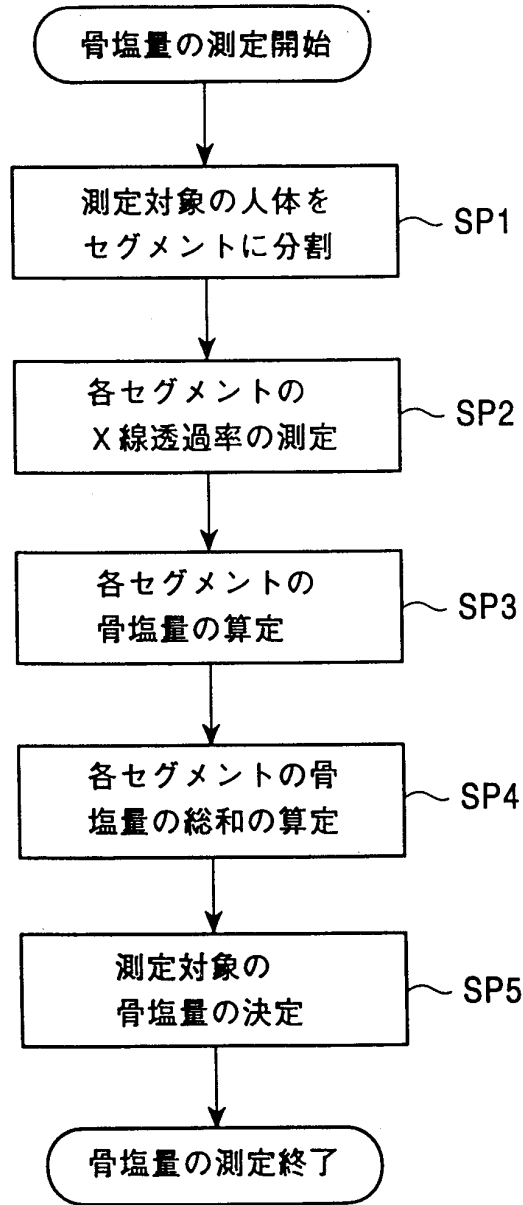 骨塩量の測定開始
測定対象の人体を
セグメントに分割
SP1
各セグメントの
X線透過率の測定
SP2
各セグメントの
骨塩量の算定
SP3
各セグメントの骨
塩量の総和の算定
SP4
測定対象の
骨塩量の決定
SP5
骨塩量の測定終了